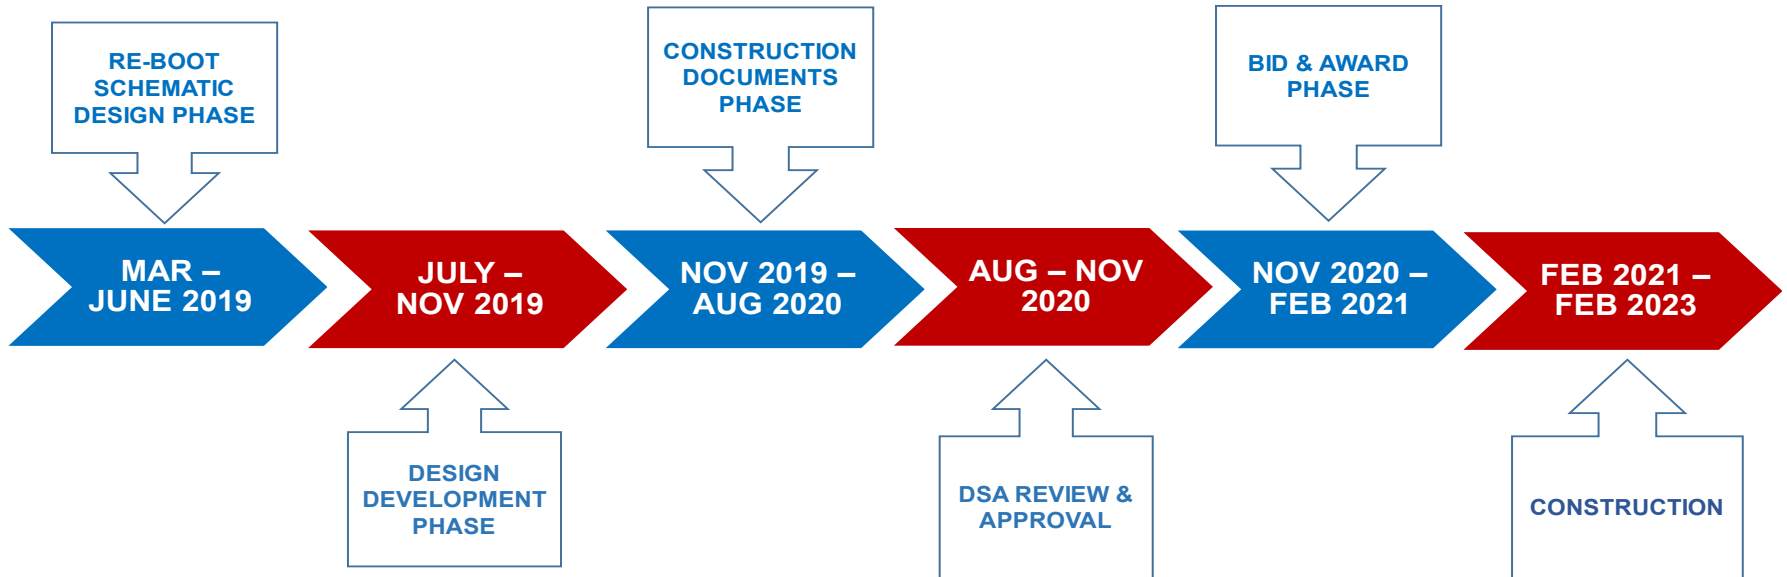 RE-BOOT
SCHEMATIC
DESIGN PHASE
CONSTRUCTION
DOCUMENTS
PHASE
BID & AWARD
PHASE
MAR –
JUNE 2019
JULY –
NOV 2019
NOV 2019 –
AUG 2020
AUG – NOV
2020
NOV 2020 –
FEB 2021
FEB 2021 –
FEB 2023
DESIGN
DEVELOPMENT
PHASE
DSA REVIEW &
APPROVAL
CONSTRUCTION